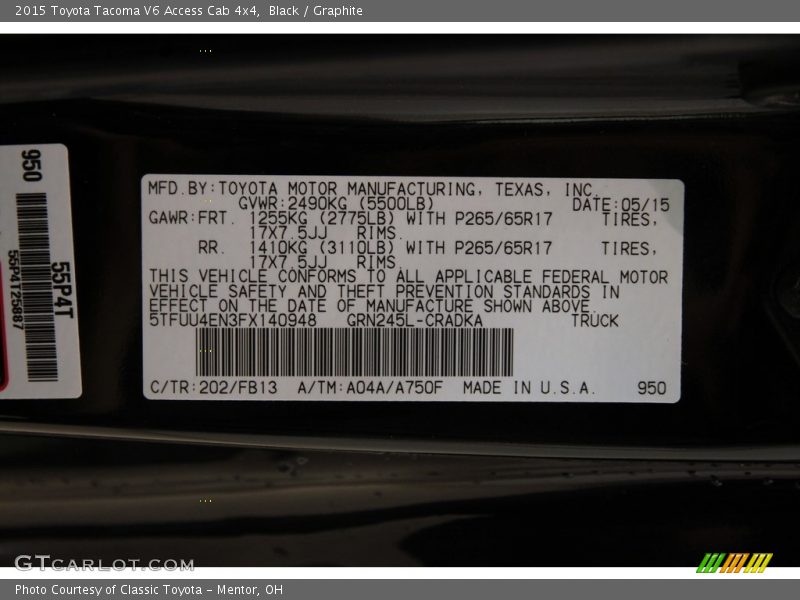 2015 Toyota Tacoma V6 Access Cab 4x4, Black / Graphite
950
55P4T
55P4T25887
MFD.BY:TOYOTA MOTOR MANUFACTURING, TEXAS, INC.
GVWR:2490KG (5500LB) DATE:05/15
GAWR:FRT. 1255KG (2775LB) WITH P265/65R17 TIRES,
17X7.5JJ RIMS.
RR. 1410KG (3110LB) WITH P265/65R17 TIRES,
17X7.5JJ RIMS.
THIS VEHICLE CONFORMS TO ALL APPLICABLE FEDERAL MOTOR
VEHICLE SAFETY AND THEFT PREVENTION STANDARDS IN
EFFECT ON THE DATE OF MANUFACTURE SHOWN ABOVE.
5TFUU4EN3FX140948 GRN245L-CRADKA TRUCK
C/TR:202/FB13 A/TM:A04A/A750F MADE IN U.S.A. 950
GTCARLOT.COM
Photo Courtesy of Classic Toyota - Mentor, OH